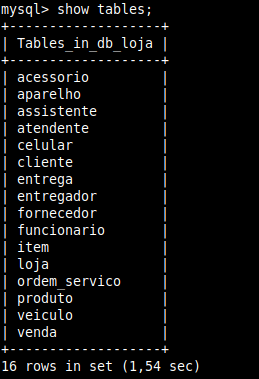 mysql> show tables;
+-------------------+
| Tables_in_db_loja |
+-------------------+
| acessorio         |
| aparelho          |
| assistente        |
| atendente         |
| celular           |
| cliente           |
| entrega           |
| entregador        |
| fornecedor        |
| funcionario       |
| item              |
| loja              |
| ordem_servico     |
| produto           |
| veiculo           |
| venda             |
+-------------------+
16 rows in set (1,54 sec)